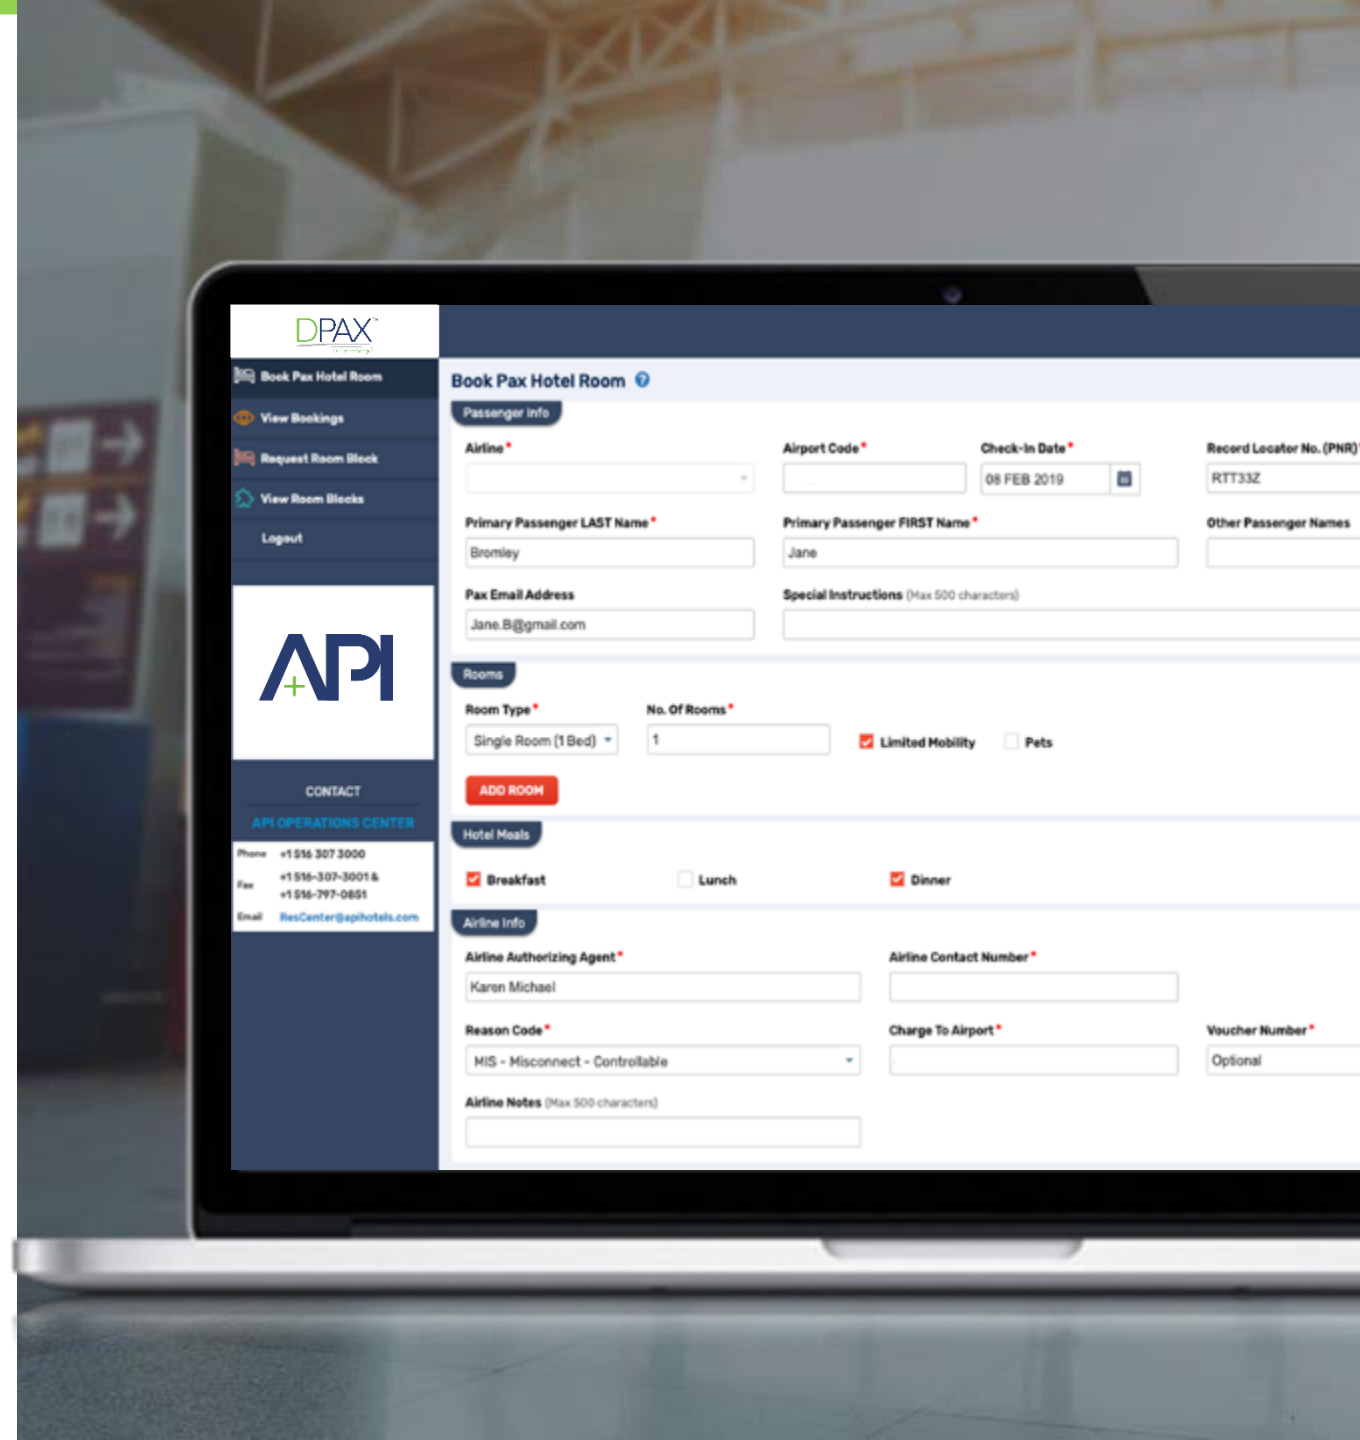 DPAX™
Book Pax Hotel Room
View Bookings
Request Room Block
View Room Blocks
Logout
API
CONTACT
API OPERATIONS CENTER
Phone +1 516 307 3000
Fax +1 516-307-3001 &
+1 516-797-0851
Email ResCenter@apihotels.com
Book Pax Hotel Room ?
Passenger Info
Airline* Airport Code* Check-In Date* Record Locator No. (PNR)*
08 FEB 2019 RTT33Z
Primary Passenger LAST Name* Primary Passenger FIRST Name* Other Passenger Names
Bromley Jane
Pax Email Address Special Instructions (Max 500 characters)
Jane.B@gmail.com
Rooms
Room Type* No. Of Rooms*
Single Room (1 Bed) 1 Limited Mobility Pets
ADD ROOM
Hotel Meals
Breakfast Lunch Dinner
Airline Info
Airline Authorizing Agent* Airline Contact Number*
Karen Michael
Reason Code* Charge To Airport* Voucher Number*
MIS - Misconnect - Controllable Optional
Airline Notes (Max 500 characters)